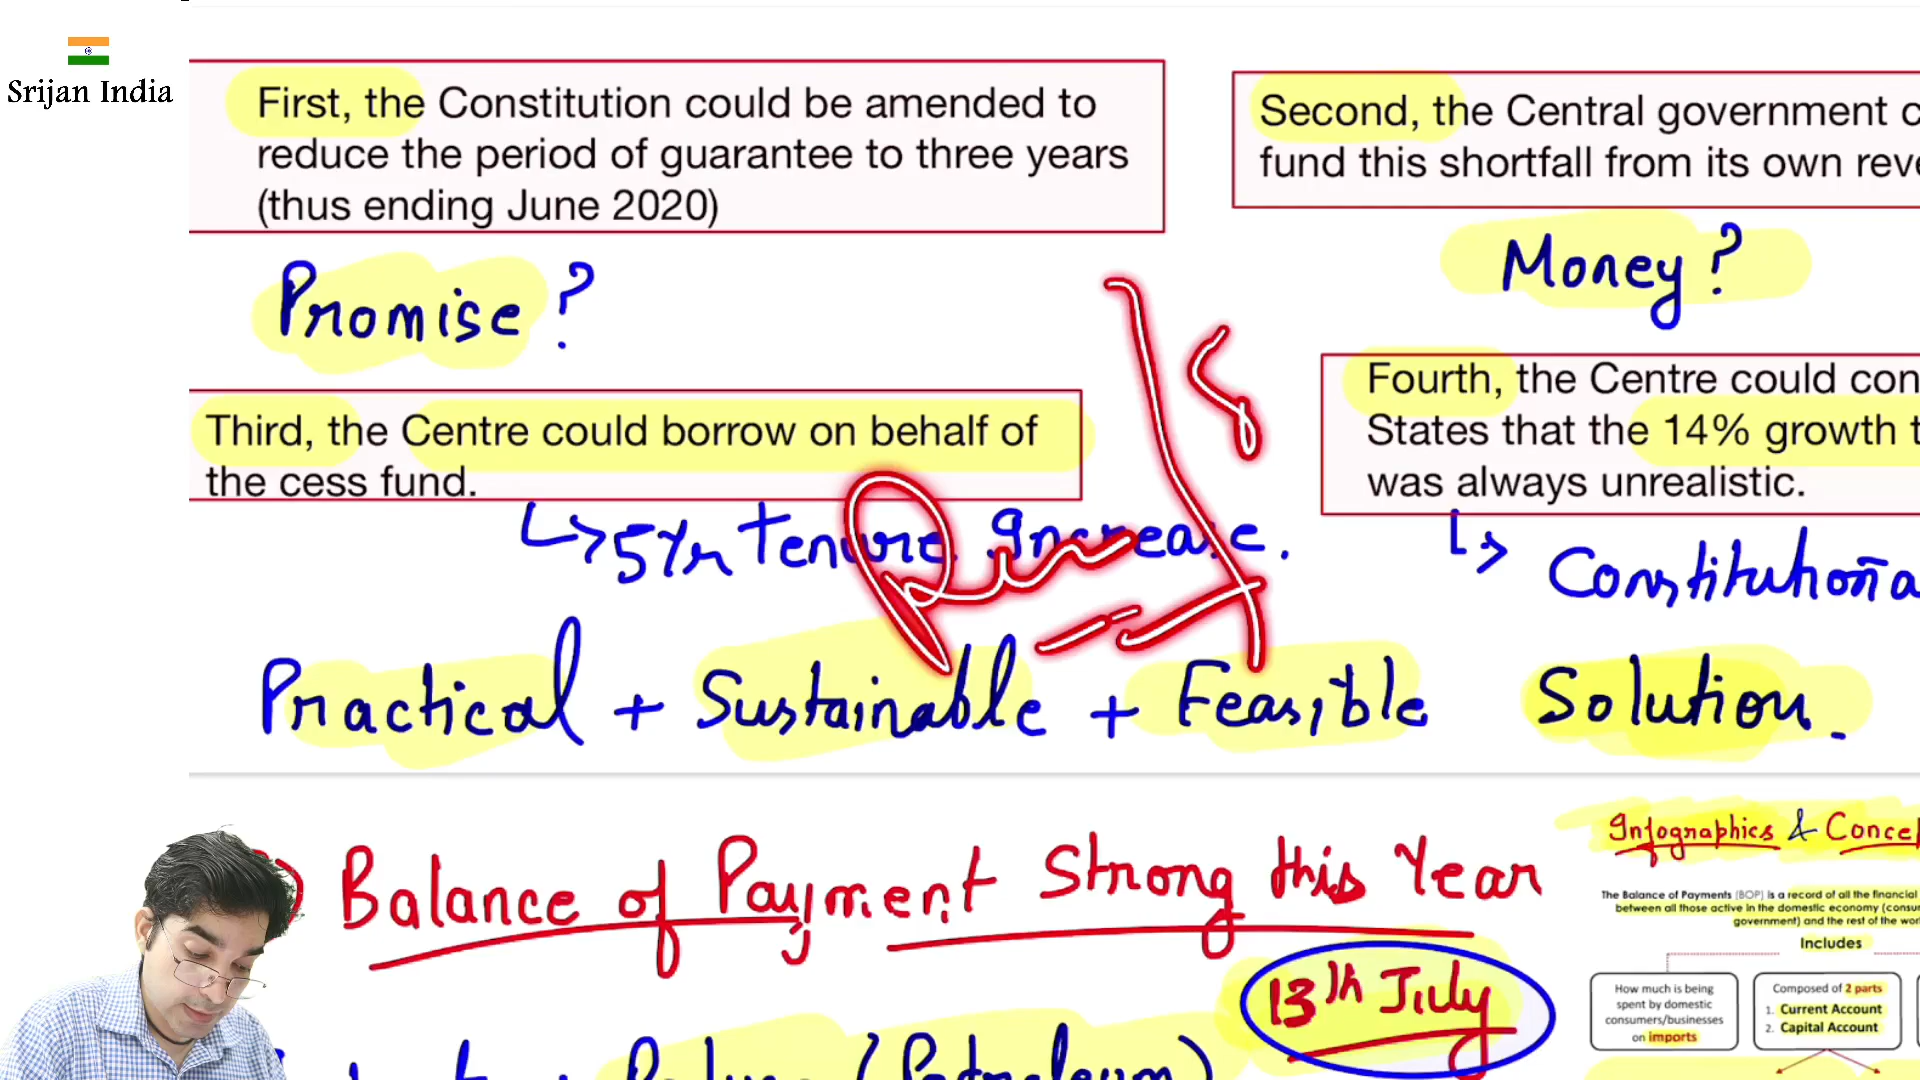 Srijan India
First, the Constitution could be amended to
reduce the period of guarantee to three years
(thus ending June 2020)
Second, the Central government c
fund this shortfall from its own reve
Promise?
Money?
Third, the Centre could borrow on behalf of
the cess fund.
Fourth, the Centre could con
States that the 14% growth t
was always unrealistic.
5 Yr Tenure Increase.
Constitutiona
Practical + Sustainable + Feasible Solution.
Balance of Payment Strong this Year
13th July
(Petroleum)
Infographics & Concep
The Balance of Payments (BOP) is a record of all the financial
between all those active in the domestic economy (consu
government) and the rest of the wor
Includes
How much is being
spent by domestic
consumers/businesses
on imports
Composed of 2 parts
1. Current Account
2. Capital Account